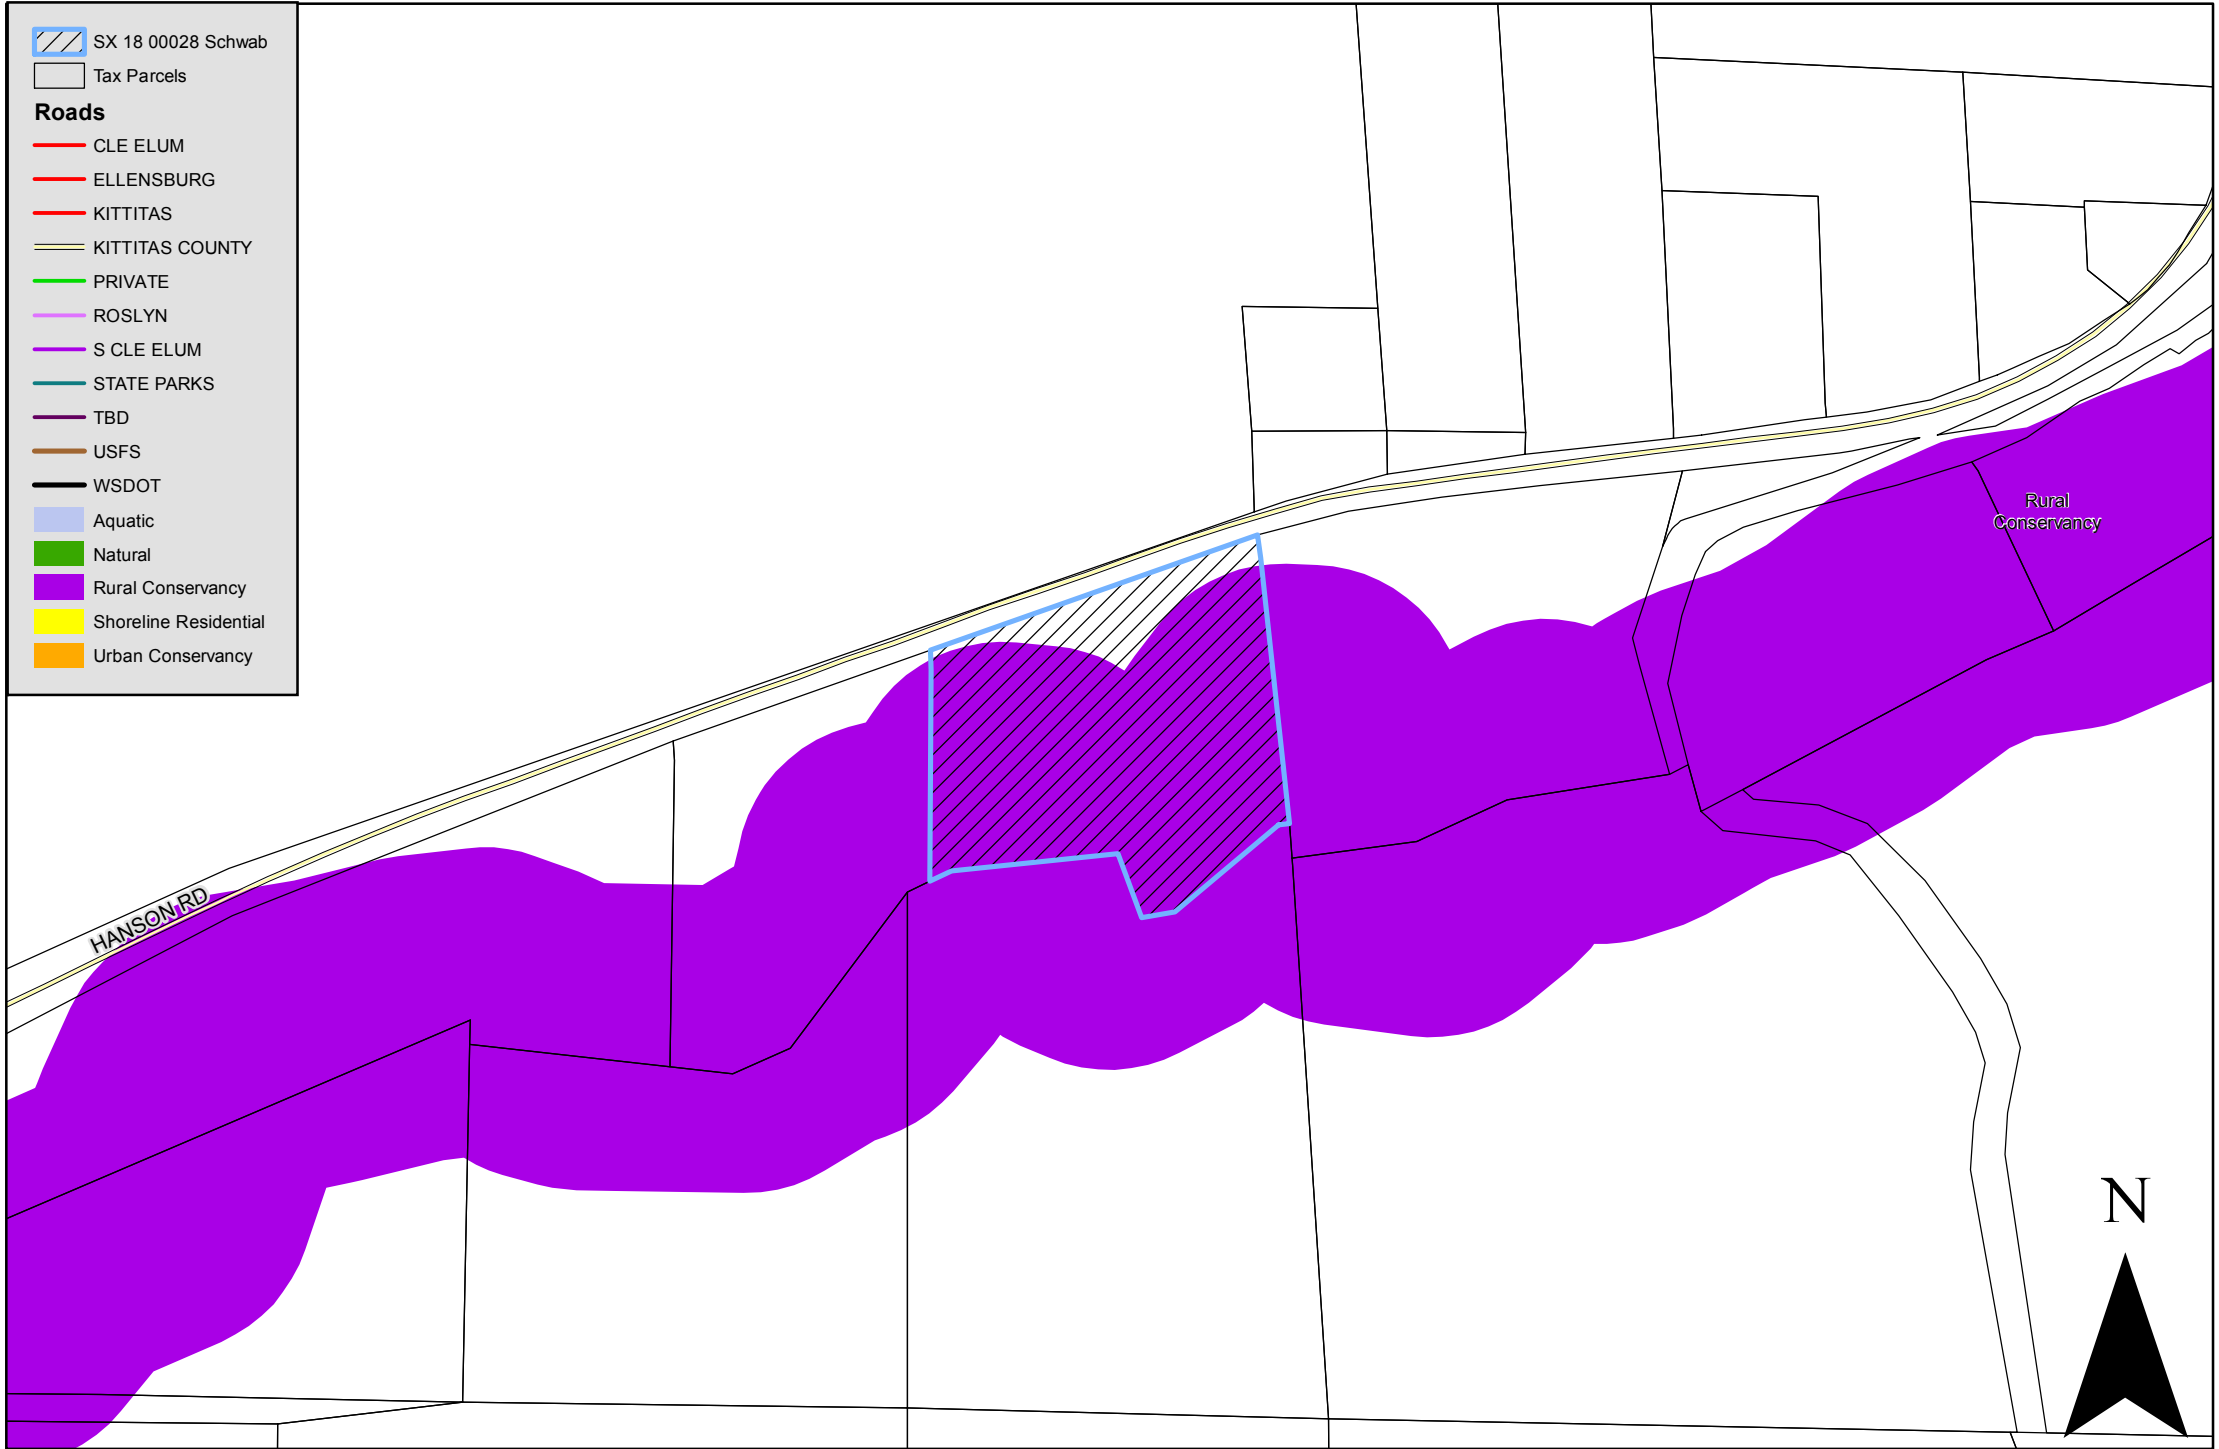 SX 18 00028 Schwab
Tax Parcels
Roads
CLE ELUM
ELLENSBURG
KITTITAS
KITTITAS COUNTY
PRIVATE
ROSLYN
S CLE ELUM
STATE PARKS
TBD
USFS
WSDOT
Aquatic
Natural
Rural Conservancy
Shoreline Residential
Urban Conservancy
Rural
Conservancy
HANSON RD
N